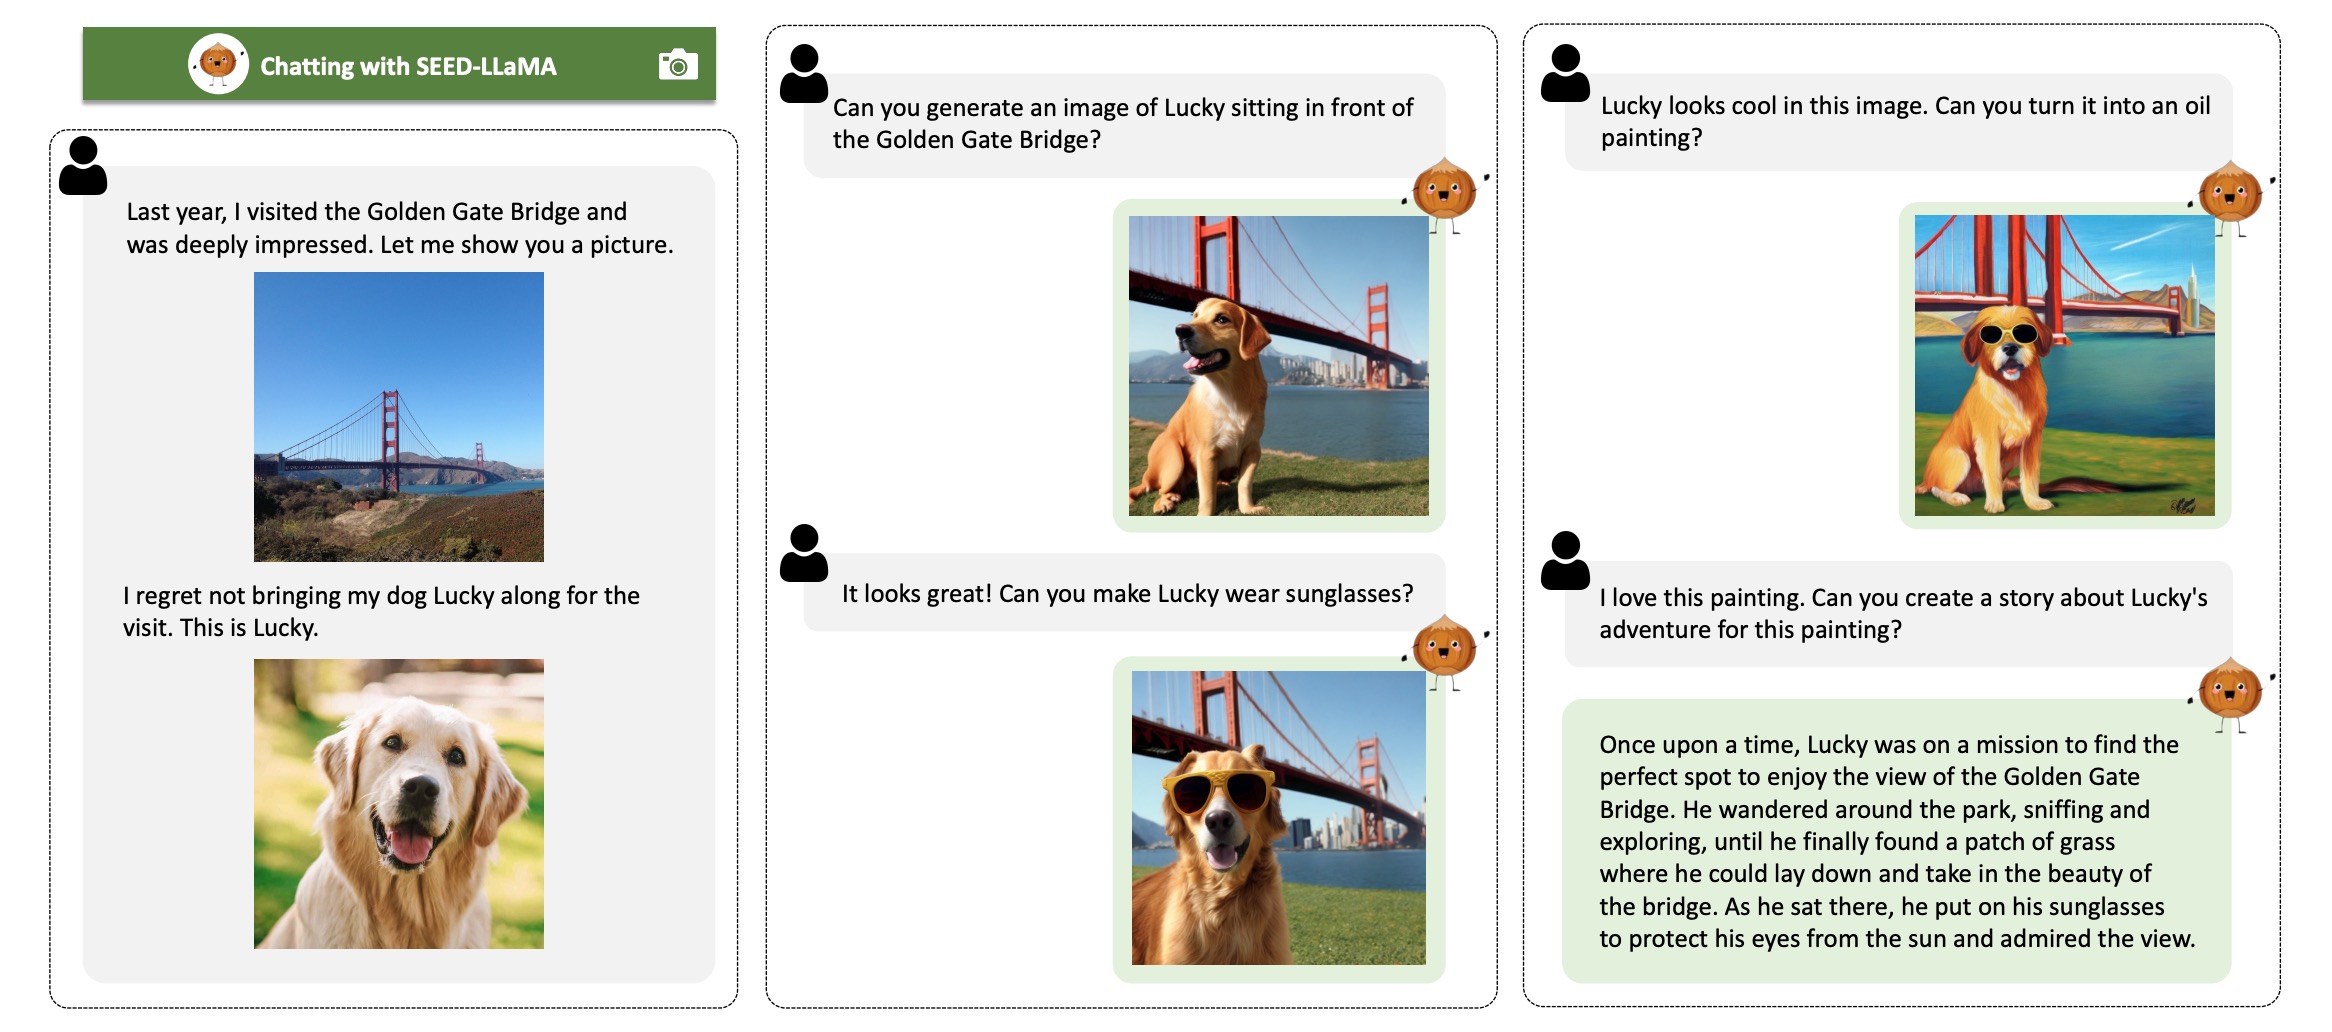 Chatting with SEED-LLaMA
Last year, I visited the Golden Gate Bridge and
was deeply impressed. Let me show you a picture.
I regret not bringing my dog Lucky along for the
visit. This is Lucky.
Can you generate an image of Lucky sitting in front of
the Golden Gate Bridge?
It looks great! Can you make Lucky wear sunglasses?
Lucky looks cool in this image. Can you turn it into an oil
painting?
I love this painting. Can you create a story about Lucky's
adventure for this painting?
Once upon a time, Lucky was on a mission to find the
perfect spot to enjoy the view of the Golden Gate
Bridge. He wandered around the park, sniffing and
exploring, until he finally found a patch of grass
where he could lay down and take in the beauty of
the bridge. As he sat there, he put on his sunglasses
to protect his eyes from the sun and admired the view.